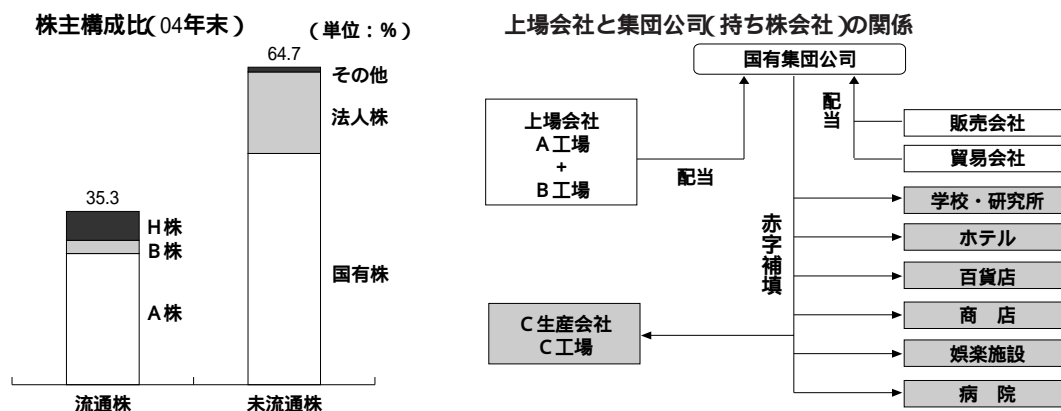 株主構成比(04年末)
(単位:%)
64.7
その他
法人株
35.3
H株
B株
国有株
A株
流通株
未流通株
上場会社と集団公司(持ち株会社)の関係
国有集団公司
上場会社
A工場
+
B工場
配当
配当
販売会社
貿易会社
赤字補填
学校・研究所
ホテル
百貨店
商 店
娯楽施設
病 院
C生産会社
C工場